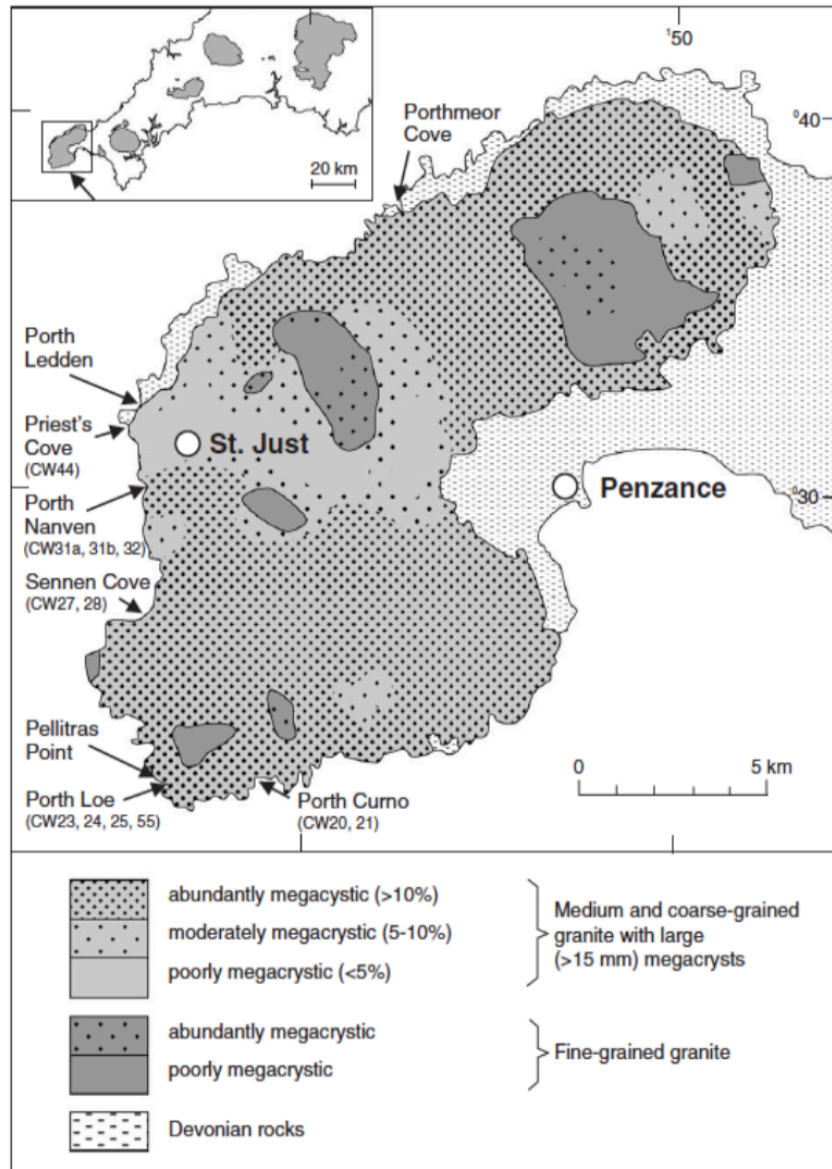 20 km
¹50
⁰40
Porthmeor
Cove
Porth
Ledden
Priest's
Cove
(CW44)
St. Just
Porth
Nanven
(CW31a, 31b, 32)
Penzance
⁰30
Sennen Cove
(CW27, 28)
Pellitras
Point
0 5 km
Porth Loe
(CW23, 24, 25, 55)
Porth Curno
(CW20, 21)
abundantly megacystic (>10%)
moderately megacrystic (5-10%)
poorly megacrystic (<5%)
Medium and coarse-grained
granite with large
(>15 mm) megacrysts
abundantly megacrystic
poorly megacrystic
Fine-grained granite
Devonian rocks